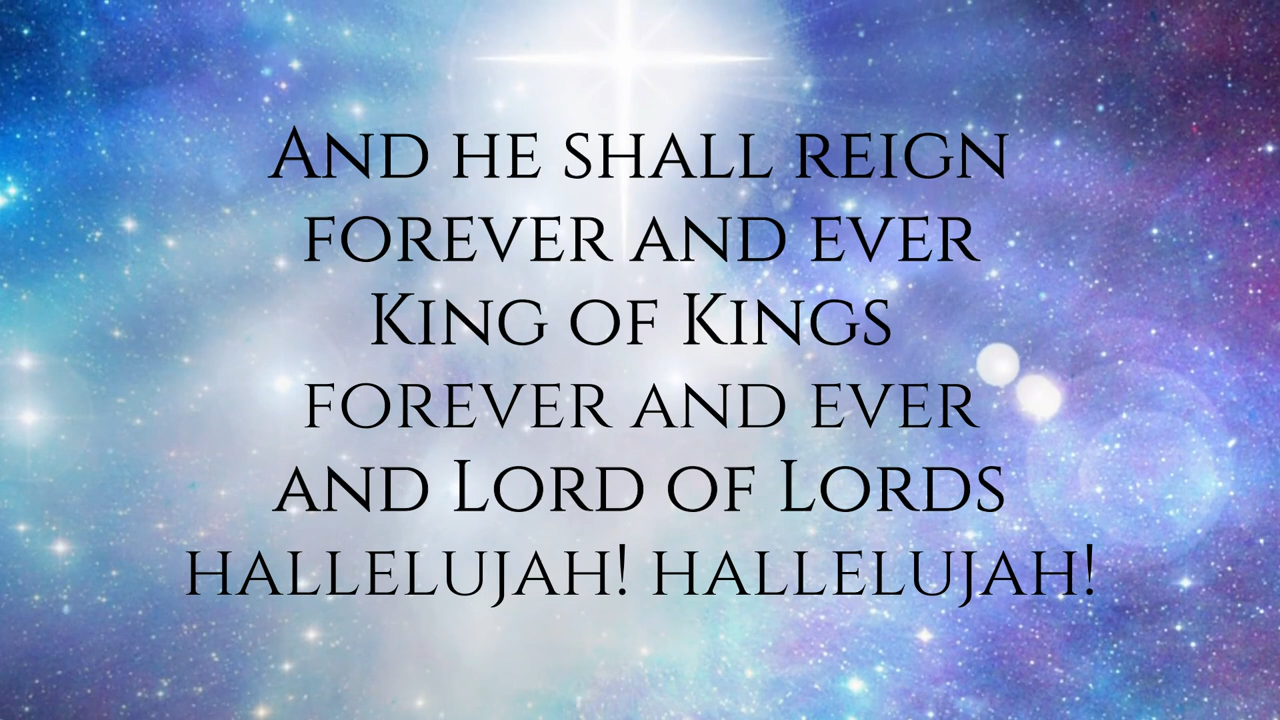 And he shall reign
forever and ever
King of Kings
forever and ever
and Lord of Lords
hallelujah! hallelujah!